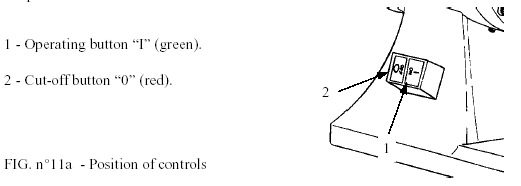 1 - Operating button “I” (green).
2 - Cut-off button “0” (red).
2
1
FIG. n°11a - Position of controls